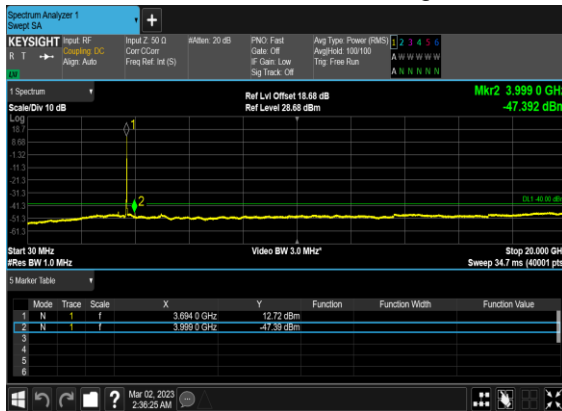 Spectrum Analyzer 1
Swept SA
KEYSIGHT Input: RF Input Z: 50 Ω #Atten: 20 dB PNO: Fast Avg Type: Power (RMS) 1 2 3 4 5 6
R T Coupling: DC Corr CCorr Gate: Off Avg|Hold: 100/100 A W W W W W
Align: Auto Freq Ref: Int (S) IF Gain: Low Trig: Free Run
LXI Sig Track: Off A N N N N N
1 Spectrum Ref Lvl Offset 18.68 dB Mkr2 3.999 0 GHz
Scale/Div 10 dB Ref Level 28.68 dBm -47.392 dBm
Log
18.7
8.68
-1.32
-11.3
-21.3
-31.3
-41.3
-51.3
-61.3
1
2
DL1 -40.00 dBm
Start 30 MHz Video BW 3.0 MHz* Stop 20.000 GHz
#Res BW 1.0 MHz Sweep 34.7 ms (40001 pts)
5 Marker Table
Mode Trace Scale X Y Function Function Width Function Value
1 N 1 f 3.694 0 GHz 12.72 dBm
2 N 1 f 3.999 0 GHz -47.39 dBm
3
4
5
6
? Mar 02, 2023
2:36:25 AM